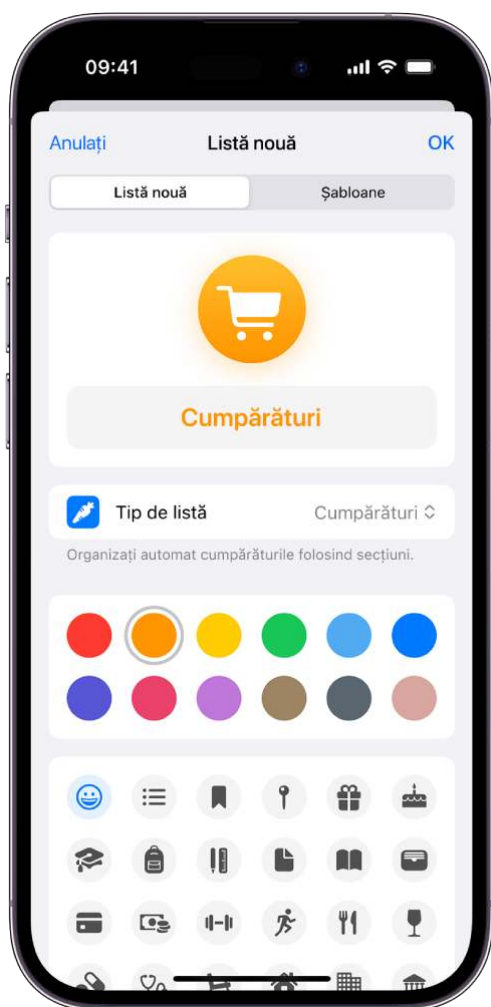 09:41
Anulați
Listă nouă
OK
Listă nouă
Șabloane
Cumpărături
Tip de listă
Cumpărături
Organizați automat cumpărăturile folosind secțiuni.